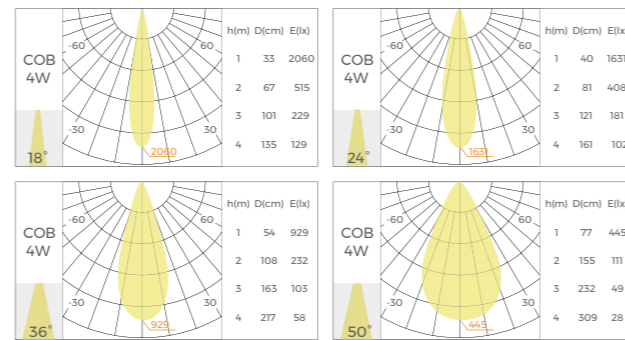 COB
4W
18°
-60
60
-30
30
2060
h(m) D(cm) E(lx)
1 33 2060
2 67 515
3 101 229
4 135 129
COB
4W
24°
-60
60
-30
30
1631
h(m) D(cm) E(lx
1 40 1631
2 81 408
3 121 181
4 161 102
COB
4W
36°
-60
60
-30
30
929
h(m) D(cm) E(lx)
1 54 929
2 108 232
3 163 103
4 217 58
COB
4W
50°
-60
60
-30
30
445
h(m) D(cm) E(lx
1 77 445
2 155 111
3 232 49
4 309 28